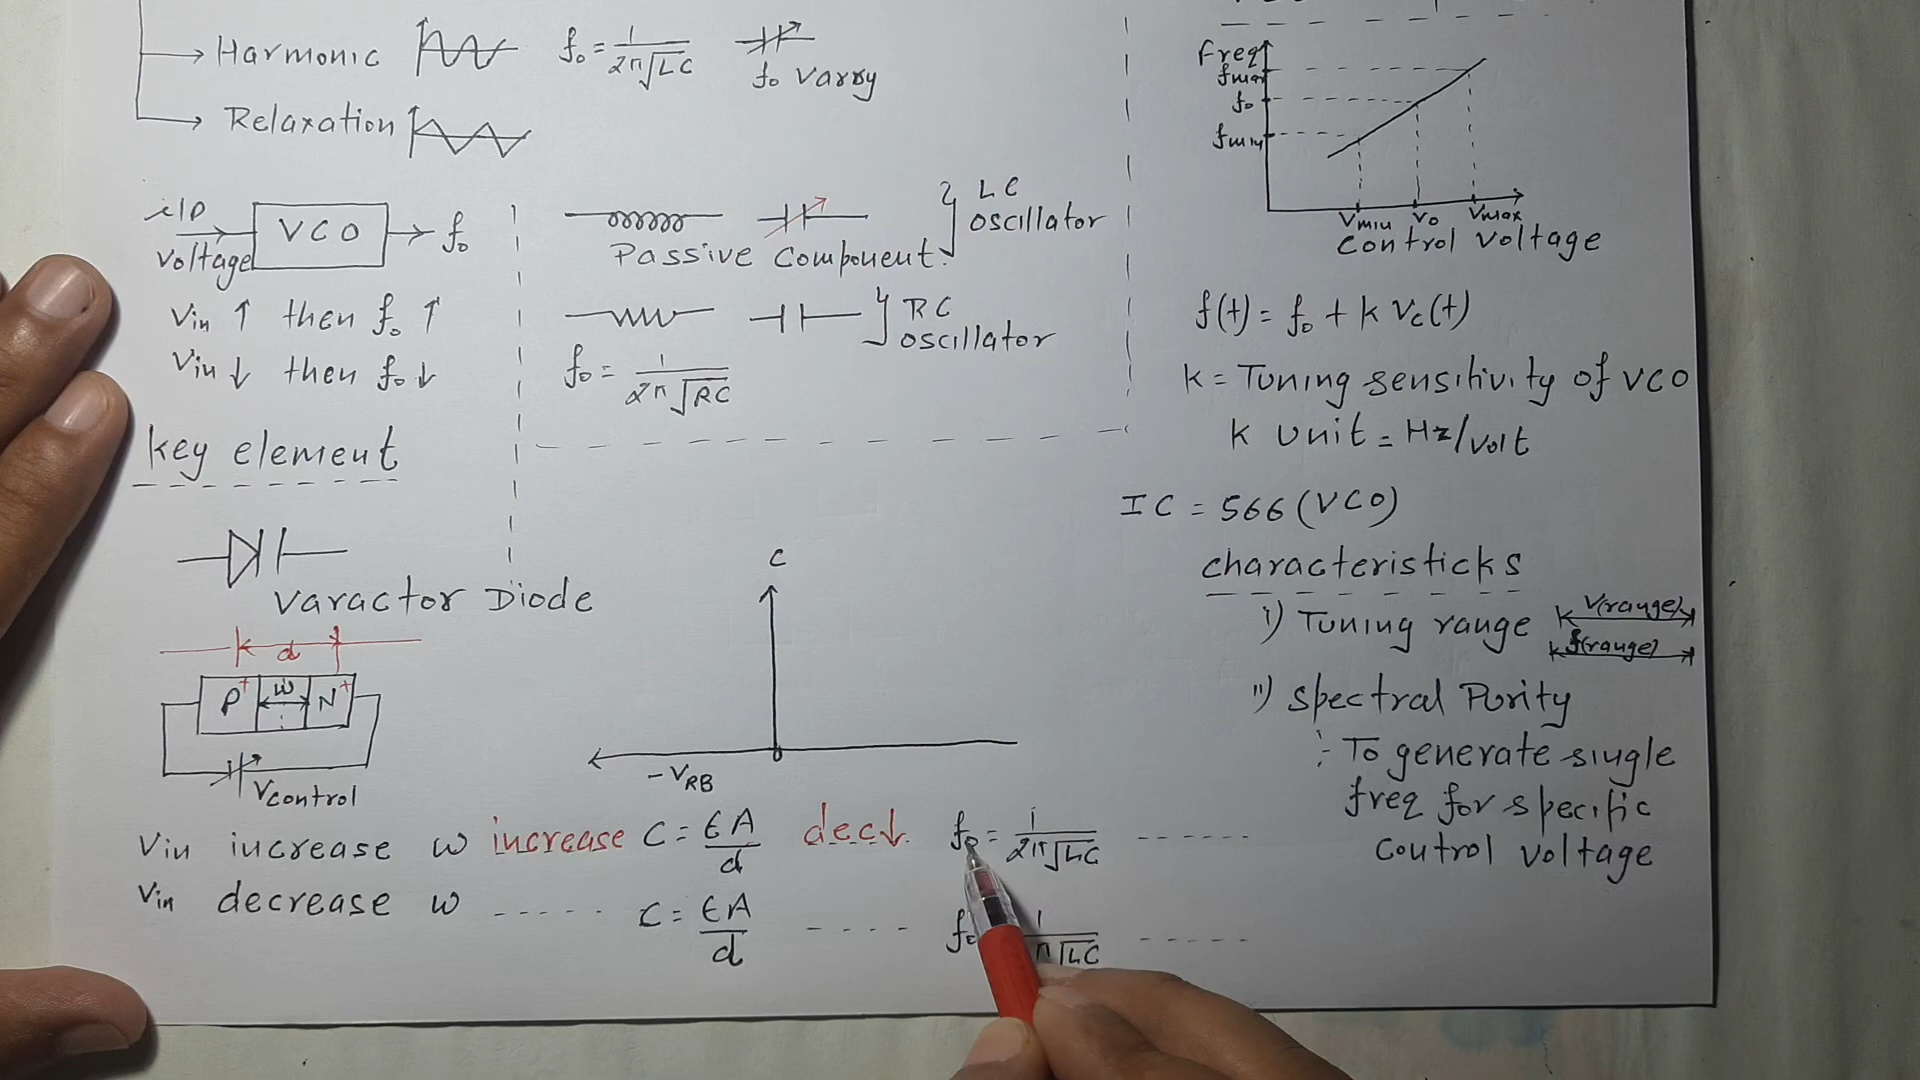 Harmonic f₀ = 1/2π√LC
f₀ varry
Relaxation
i/p
voltage
VCO
f₀
Vin ↑ then f₀ ↑
Vin ↓ then f₀ ↓
key element
Varactor Diode
d
P+ W N+
Vcontrol
Passive Component.
LC
oscillator
RC
oscillator
f₀ = 1/2π√RC
C
-VRB
Vin increase W increase C = ϵA/d dec↓. f₀ = 1/2π√LC ------
Vin decrease W ----- C = ϵA/d ---- f₀ 1/π√LC -----
Freq
fmax
f₀
fmin
Vmin V₀ Vmax
Control Voltage
f(t) = f₀ + k Vc(t)
K = Tuning sensitivity of VCO
K unit = Hz/volt
IC = 566 (VCO)
characteristicks
i) Tuning range
V(range)
f(range)
ii) Spectral Purity
: To generate single
freq for specific
control voltage